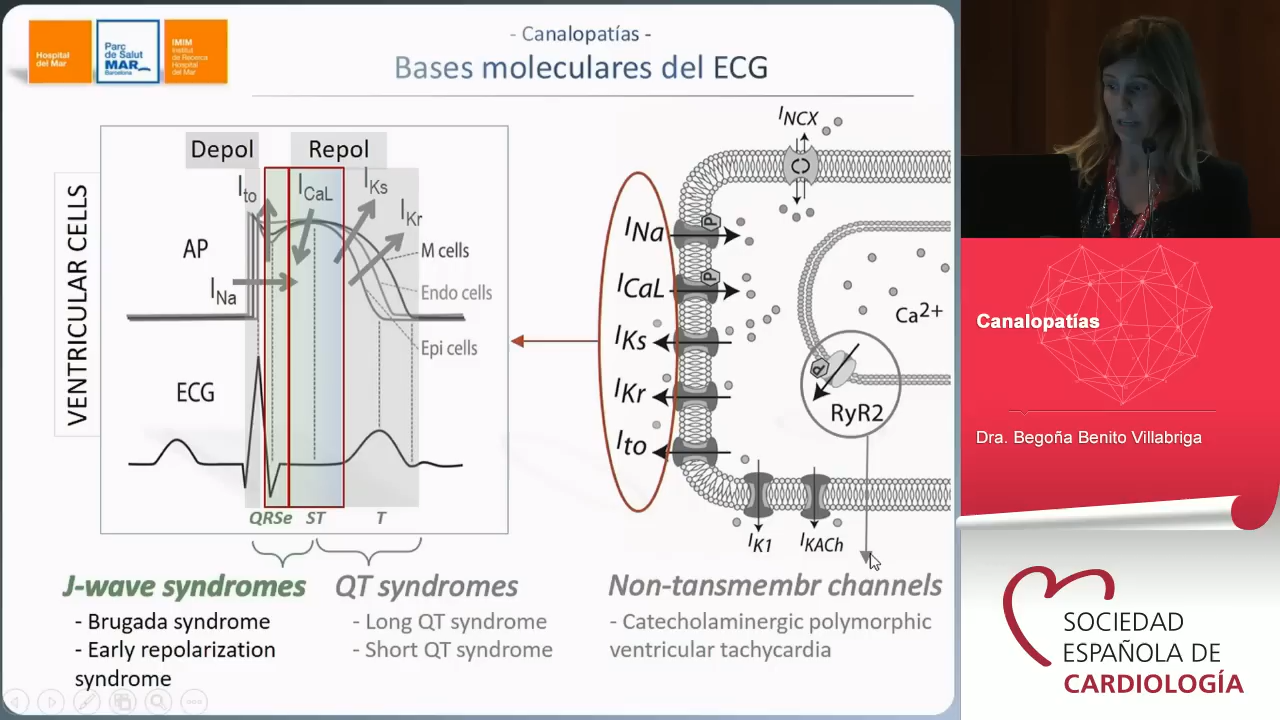 Hospital
del Mar
Parc
de Salut
MAR
Barcelona
IMIM
Institut
de Recerca
Hospital
del Mar
- Canalopatías -
Bases moleculares del ECG
VENTRICULAR CELLS
Depol
Repol
Ito
ICaL
IKs
IKr
AP
INa
M cells
Endo cells
Epi cells
ECG
QRSe
ST
T
INCX
INa
P
ICaL
P
IKs
IKr
Ito
Ca2+
P
RyR2
IK1
IKACh
J-wave syndromes
- Brugada syndrome
- Early repolarization
syndrome
QT syndromes
- Long QT syndrome
- Short QT syndrome
Non-tansmembr channels
- Catecholaminergic polymorphic
ventricular tachycardia
Canalopatías
Dra. Begoña Benito Villabriga
SOCIEDAD
ESPAÑOLA DE
CARDIOLOGÍA